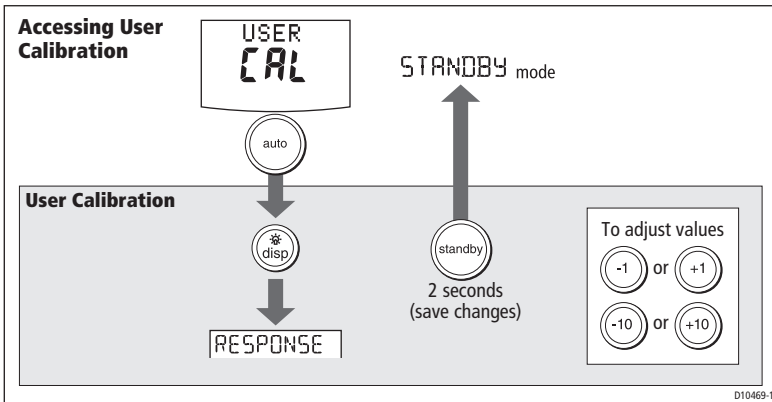 Accessing User
Calibration
USER
CAL
auto
STANDBY mode
User Calibration
disp
RESPONSE
standby
2 seconds
(save changes)
To adjust values
-1 or +1
-10 or +10
D10469-1